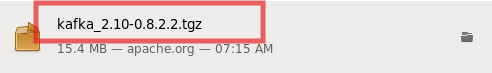 kafka_2.10-0.8.2.2.tgz
15.4 MB — apache.org — 07:15 AM